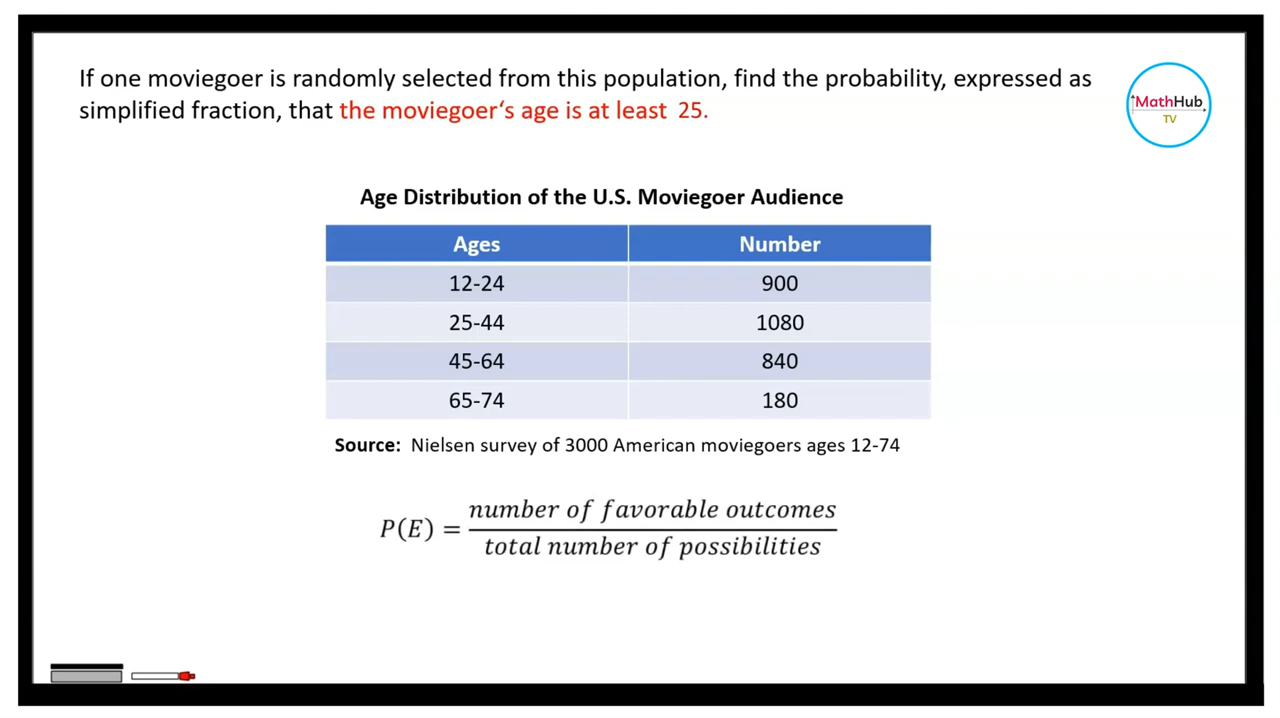 If one moviegoer is randomly selected from this population, find the probability, expressed as
simplified fraction, that the moviegoer's age is at least 25.
MathHub
TV
Age Distribution of the U.S. Moviegoer Audience
Ages Number
12-24 900
25-44 1080
45-64 840
65-74 180
Source: Nielsen survey of 3000 American moviegoers ages 12-74
P(E) = number of favorable outcomes
total number of possibilities